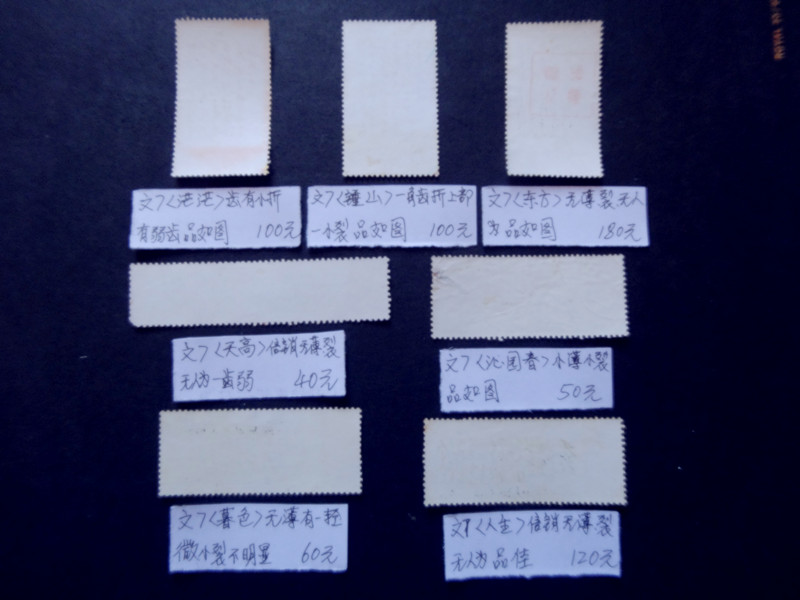 文7〈茫茫〉齿有小折
有弱齿品如图 100元
文7〈钟山〉一角齿折上部
一小裂品如图 100元
文7〈东方〉无薄裂无人
为品如图 180元
文7〈天高〉信销无薄裂
无人为一齿弱 40元
文7〈沁园春〉小薄小裂
品如图 50元
文7〈暮色〉无薄有一轻
微小裂不明显 60元
文7〈人生〉信销无薄裂
无人为品佳 120元